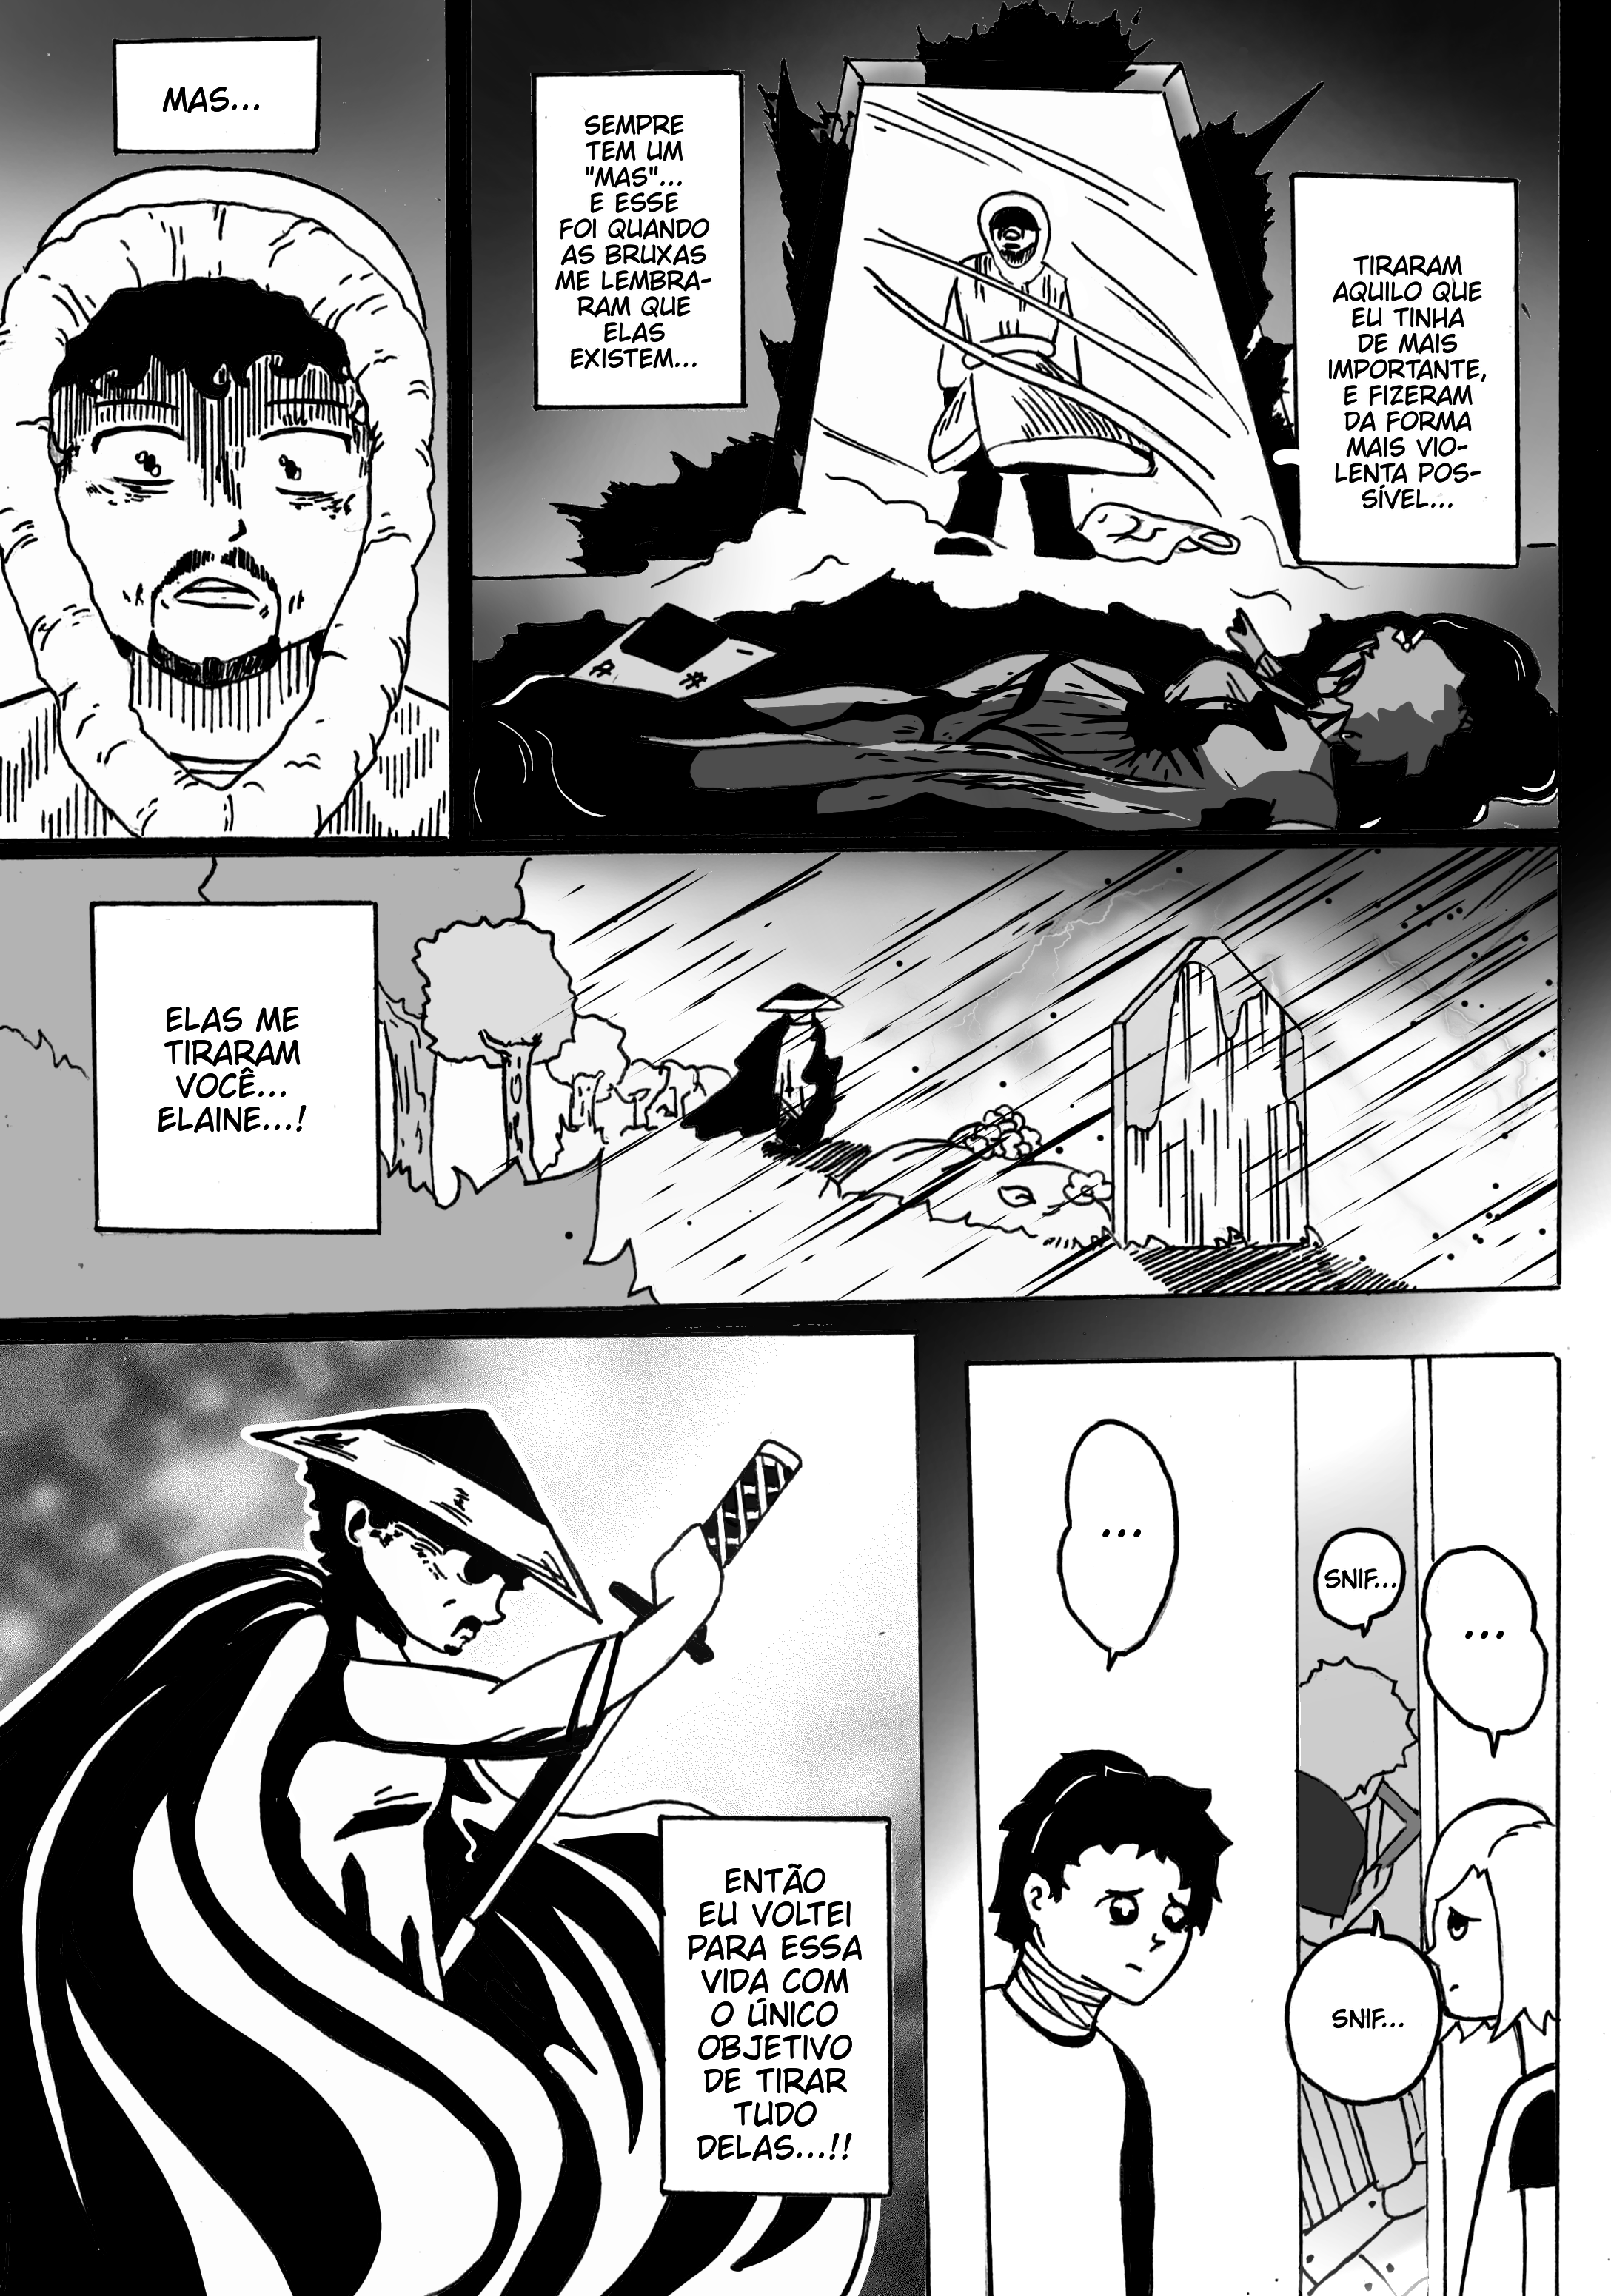 MAS...
SEMPRE
TEM UM
"MAS"...
E ESSE
FOI QUANDO
AS BRUXAS
ME LEMBRA-
RAM QUE
ELAS
EXISTEM...
TIRARAM
AQUILO QUE
EU TINHA
DE MAIS
IMPORTANTE,
E FIZERAM
DA FORMA
MAIS VIO-
LENTA POS-
SÍVEL...
ELAS ME
TIRARAM
VOCÊ...
ELAINE...!
ENTÃO
EU VOLTEI
PARA ESSA
VIDA COM
O ÚNICO
OBJETIVO
DE TIRAR
TUDO
DELAS...!!
...
SNIF...
...
SNIF...